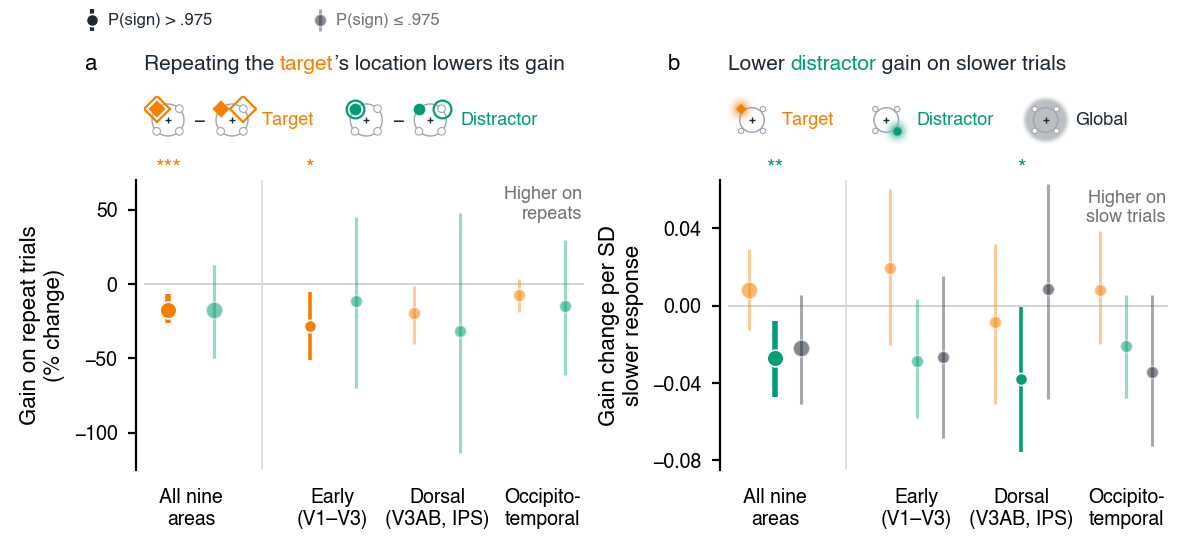 P(sign) > .975
P(sign) ≤ .975
a
Repeating the target's location lowers its gain
– Target
– Distractor
***
*
Higher on
repeats
Gain on repeat trials
(% change)
50
0
−50
−100
All nine
areas
Early
(V1–V3)
Dorsal
(V3AB, IPS)
Occipito-
temporal
b
Lower distractor gain on slower trials
Target
Distractor
Global
**
*
Higher on
slow trials
Gain change per SD
slower response
0.04
0.00
−0.04
−0.08
All nine
areas
Early
(V1–V3)
Dorsal
(V3AB, IPS)
Occipito-
temporal